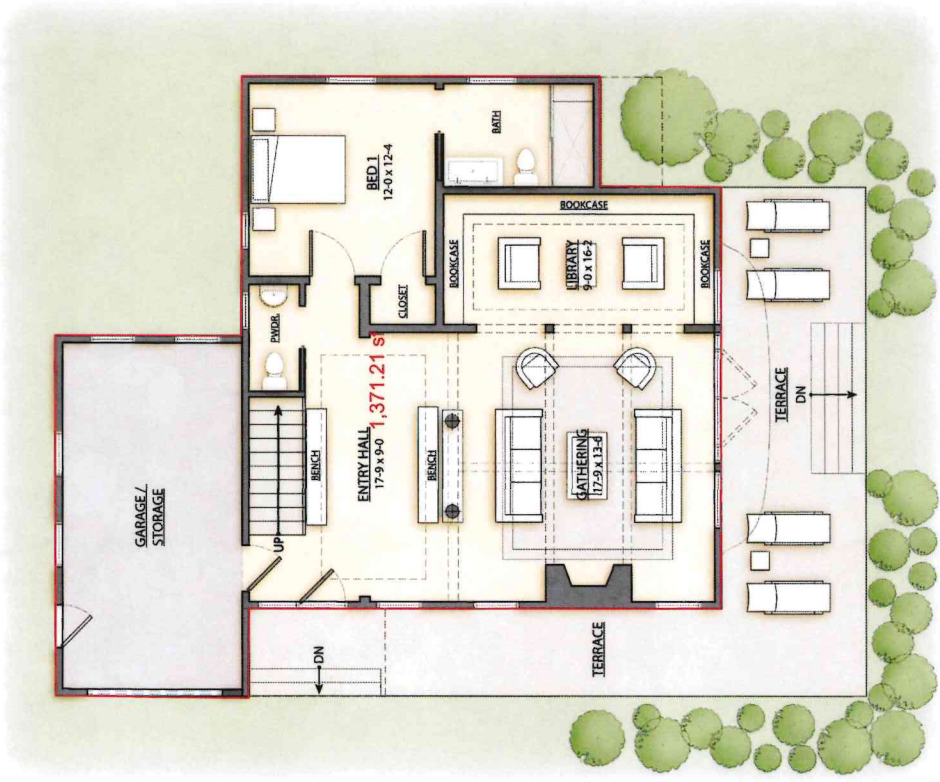 BATH
BED 1
12-0 x 12-4
BOOKCASE
BOOKCASE
LIBRARY
9-0 x 16-2
BOOKCASE
CLOSET
PWDR.
1,371.21 s
TERRACE
DN
ENTRY HALL
17-9 x 9-0
BENCH
BENCH
GATHERING
17-9 x 13-6
GARAGE /
STORAGE
UP
DN
TERRACE